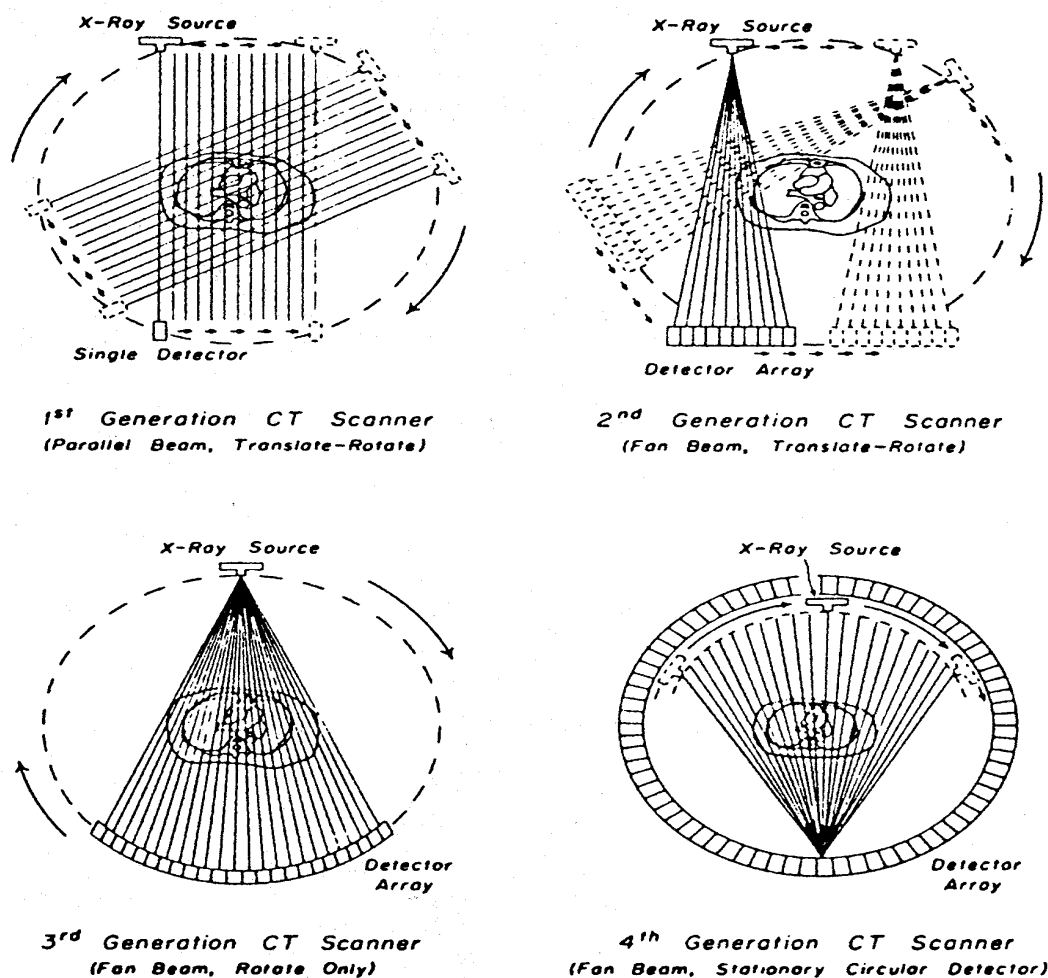 X-Ray Source
Single Detector
1st Generation CT Scanner
(Parallel Beam, Translate-Rotate)
X-Ray Source
Detector Array
2nd Generation CT Scanner
(Fan Beam, Translate-Rotate)
X-Ray Source
Detector
Array
3rd Generation CT Scanner
(Fan Beam, Rotate Only)
X-Ray Source
Detector
Array
4th Generation CT Scanner
(Fan Beam, Stationary Circular Detector)